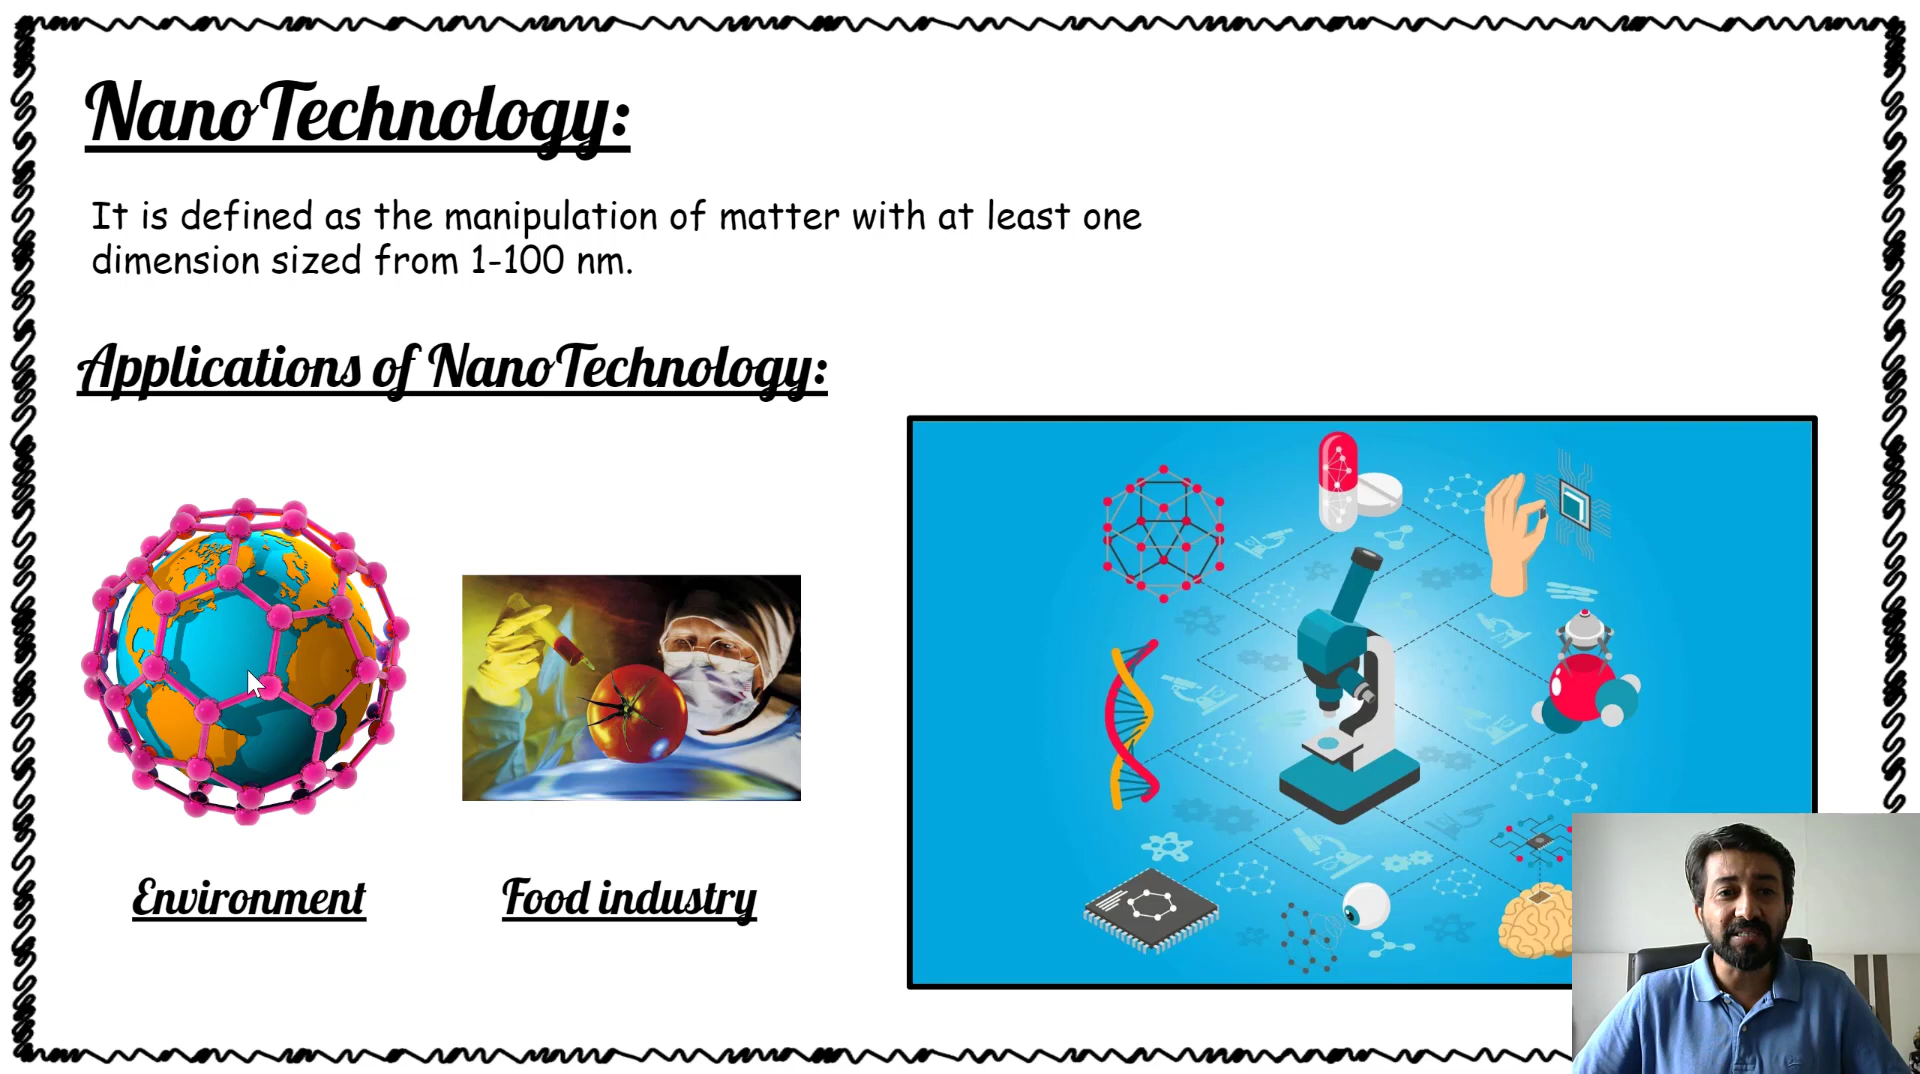 NanoTechnology:
It is defined as the manipulation of matter with at least one
dimension sized from 1-100 nm.
Applications of NanoTechnology:
Environment
Food industry